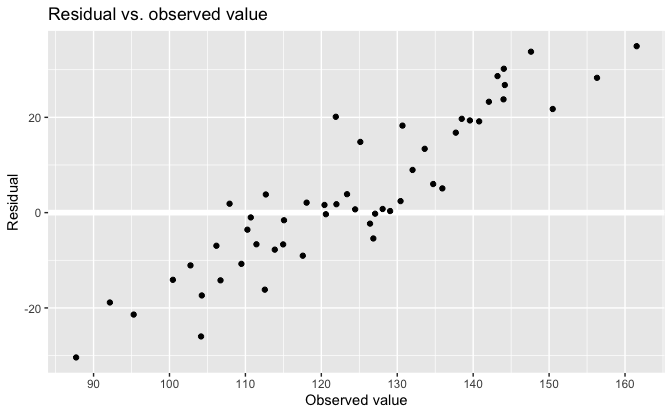 Residual vs. observed value
Residual
20
0
-20
90 100 110 120 130 140 150 160
Observed value